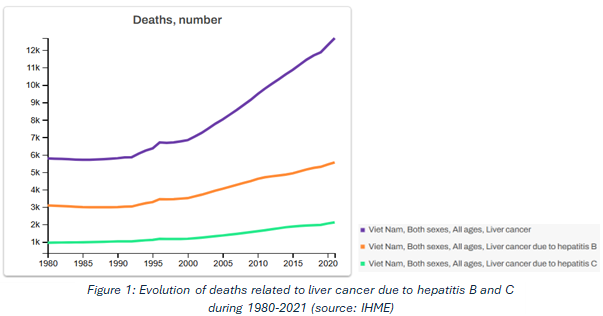 Deaths, number
12k
11k
10k
9k
8k
7k
6k
5k
4k
3k
2k
1k
1980 1985 1990 1995 2000 2005 2010 2015 2020
Viet Nam, Both sexes, All ages, Liver cancer
Viet Nam, Both sexes, All ages, Liver cancer due to hepatitis B
Viet Nam, Both sexes, All ages, Liver cancer due to hepatitis C
Figure 1: Evolution of deaths related to liver cancer due to hepatitis B and C
during 1980-2021 (source: IHME)